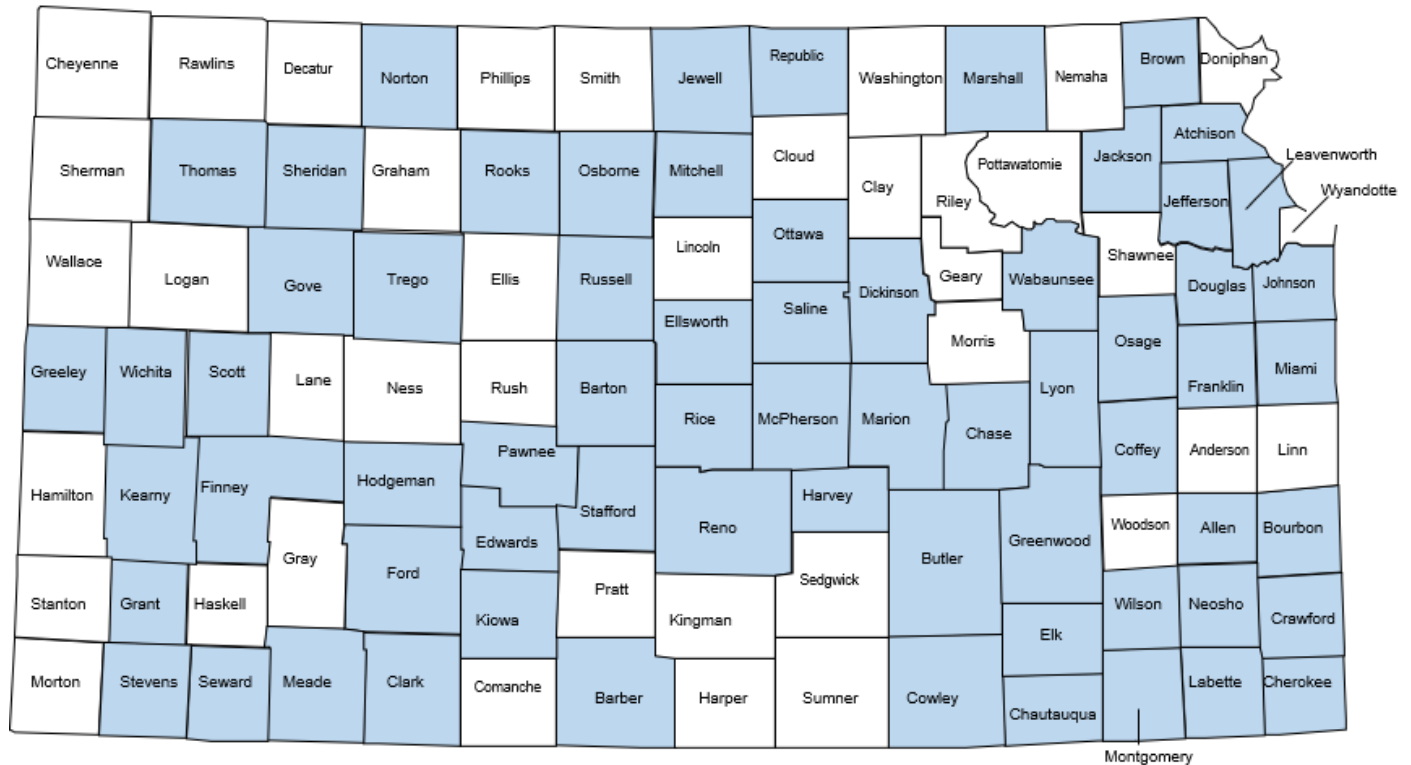 Cheyenne
Rawlins
Decatur
Norton
Phillips
Smith
Jewell
Republic
Washington
Marshall
Nemaha
Brown
Doniphan
Sherman
Thomas
Sheridan
Graham
Rooks
Osborne
Mitchell
Cloud
Clay
Riley
Pottawatomie
Jackson
Atchison
Jefferson
Leavenworth
Wyandotte
Wallace
Logan
Gove
Trego
Ellis
Russell
Lincoln
Ottawa
Saline
Dickinson
Geary
Wabaunsee
Shawnee
Douglas
Johnson
Greeley
Wichita
Scott
Lane
Ness
Rush
Barton
Ellsworth
Rice
McPherson
Marion
Morris
Chase
Lyon
Osage
Franklin
Miami
Hamilton
Kearny
Finney
Hodgeman
Pawnee
Edwards
Stafford
Reno
Harvey
Butler
Greenwood
Coffey
Anderson
Linn
Woodson
Allen
Bourbon
Stanton
Grant
Haskell
Gray
Ford
Kiowa
Pratt
Kingman
Sedgwick
Elk
Wilson
Neosho
Crawford
Morton
Stevens
Seward
Meade
Clark
Comanche
Barber
Harper
Sumner
Cowley
Chautauqua
Montgomery
Labette
Cherokee